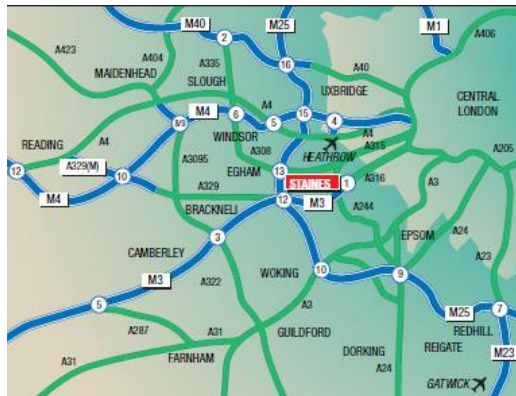 M40
M25
M1
A406
A423
A404
2
A335
16
A40
MAIDENHEAD
SLOUGH
UXBRIDGE
CENTRAL
LONDON
8/9
M4
6
A4
5
15
4
WINDSOR
A4
A315
READING
A4
A308
HEATHROW
A205
A329(M)
A3095
EGHAM
13
STAINES
1
A316
A3
12
10
A329
12
M3
A244
M4
BRACKNELL
A24
3
EPSOM
CAMBERLEY
A23
M3
A322
WOKING
10
9
5
A3
M25
7
A287
A31
GUILDFORD
REDHILL
REIGATE
FARNHAM
DORKING
M23
A31
A24
GATWICK